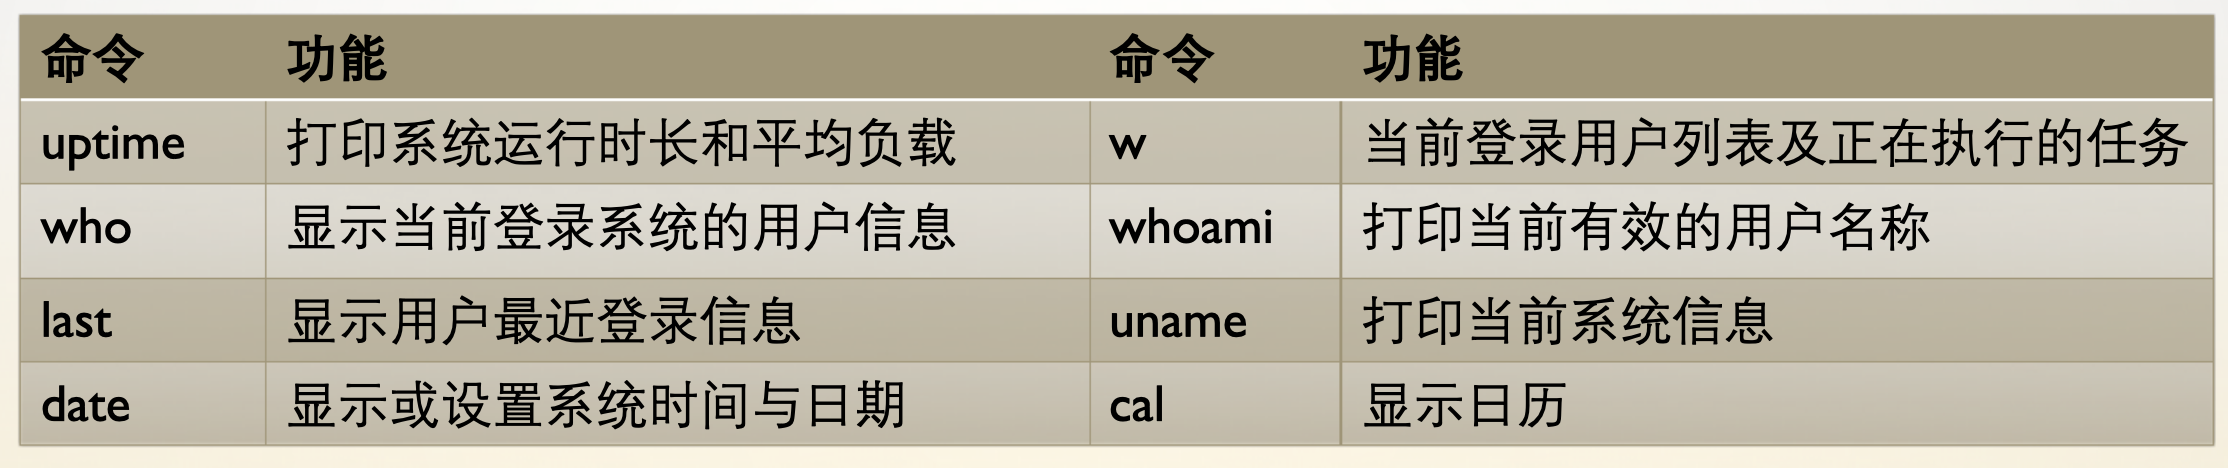 命令 功能 命令 功能
uptime 打印系统运行时长和平均负载 w 当前登录用户列表及正在执行的任务
who 显示当前登录系统的用户信息 whoami 打印当前有效的用户名称
last 显示用户最近登录信息 uname 打印当前系统信息
date 显示或设置系统时间与日期 cal 显示日历